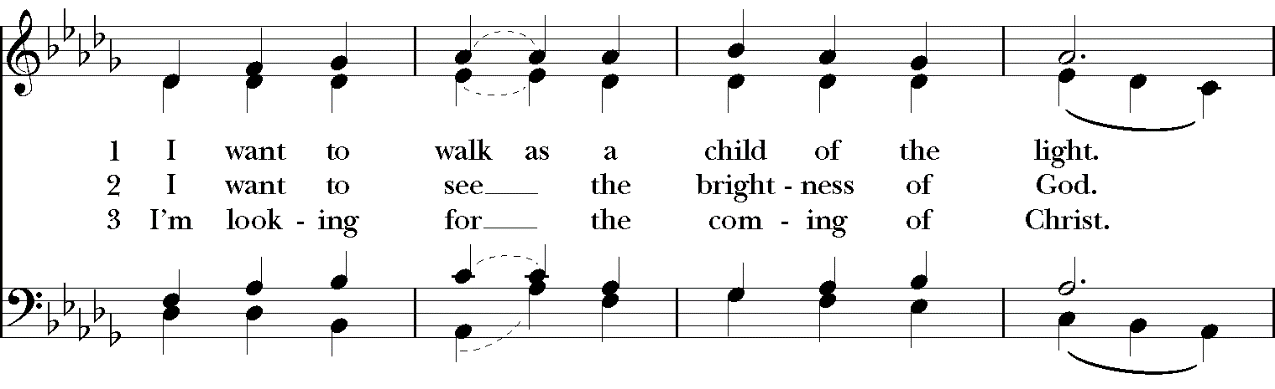 1 I want to walk as a child of the light.
2 I want to see___ the bright - ness of God.
3 I'm look - ing for___ the com - ing of Christ.